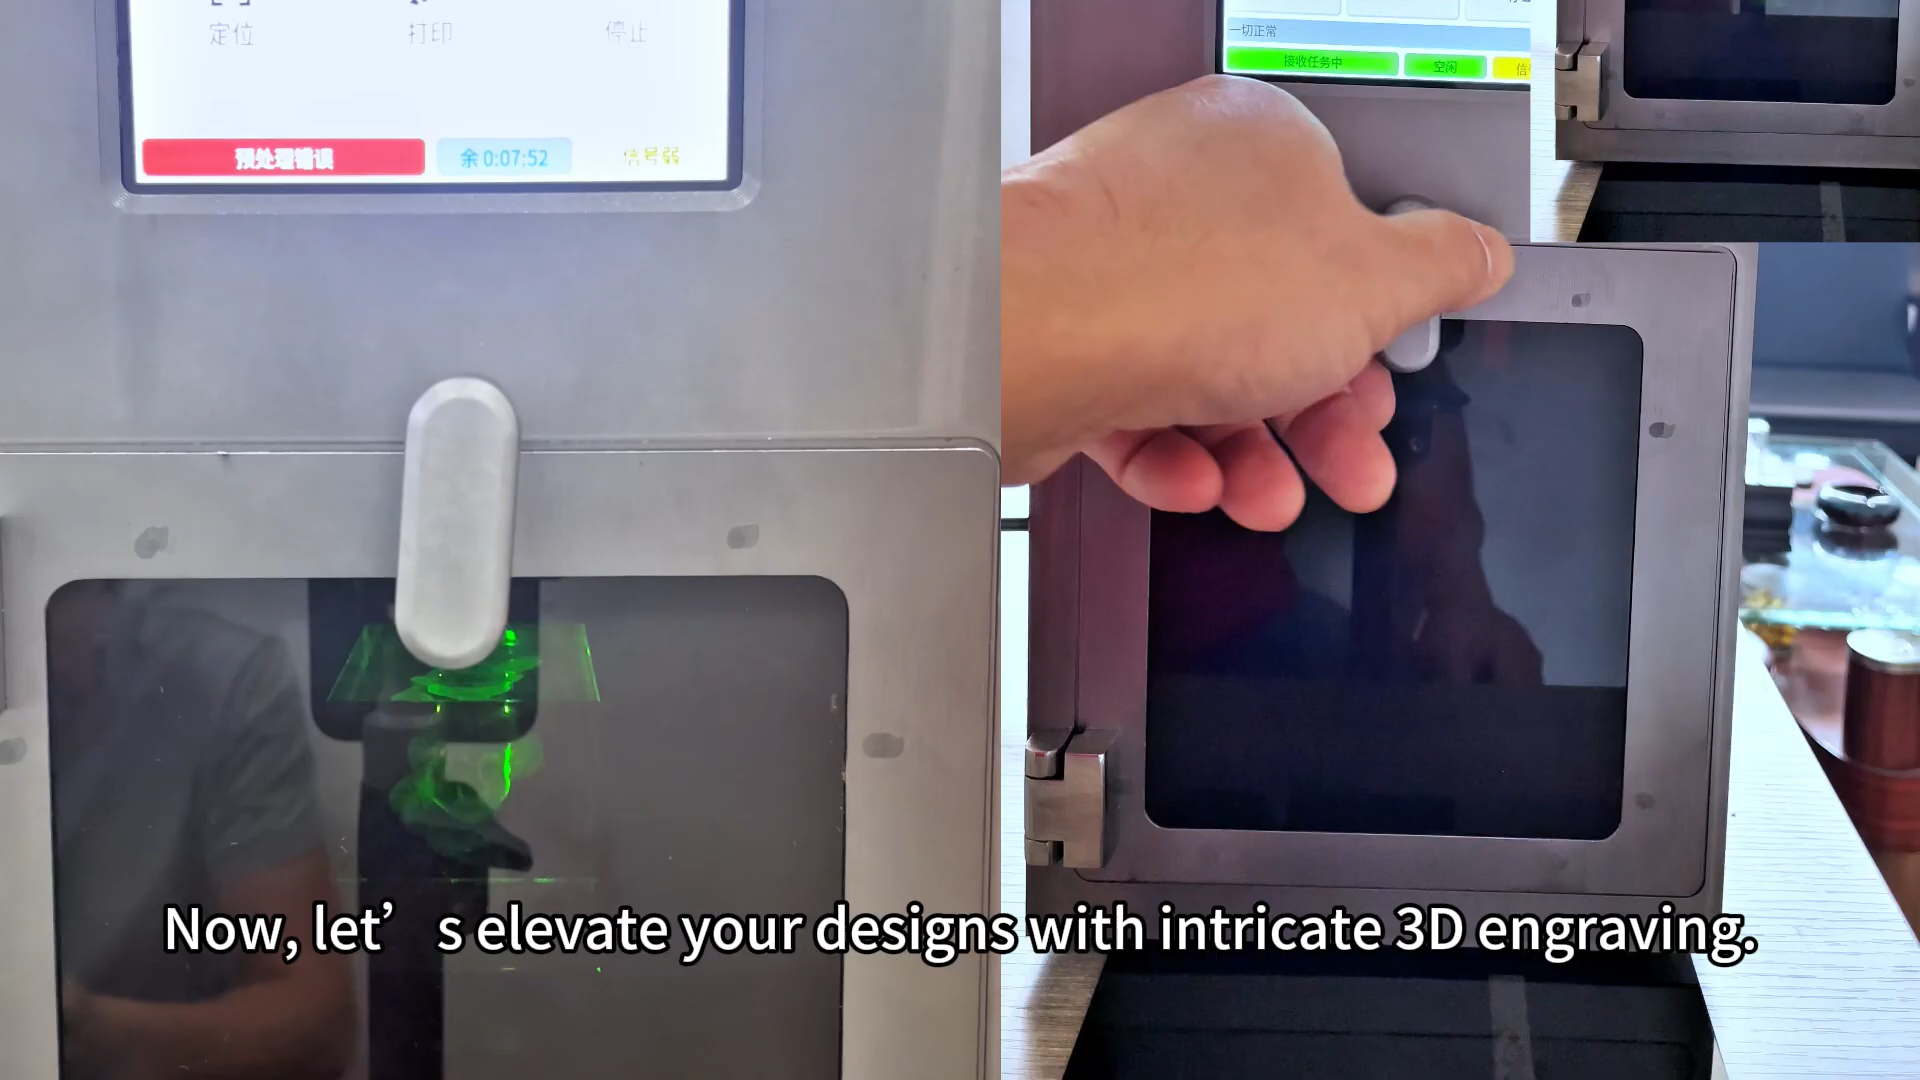 定位 打印 停止
预处理错误 余 0:07:52 信号弱
一切正常
接收任务中 空闲 信
Now, let’s elevate your designs with intricate 3D engraving.